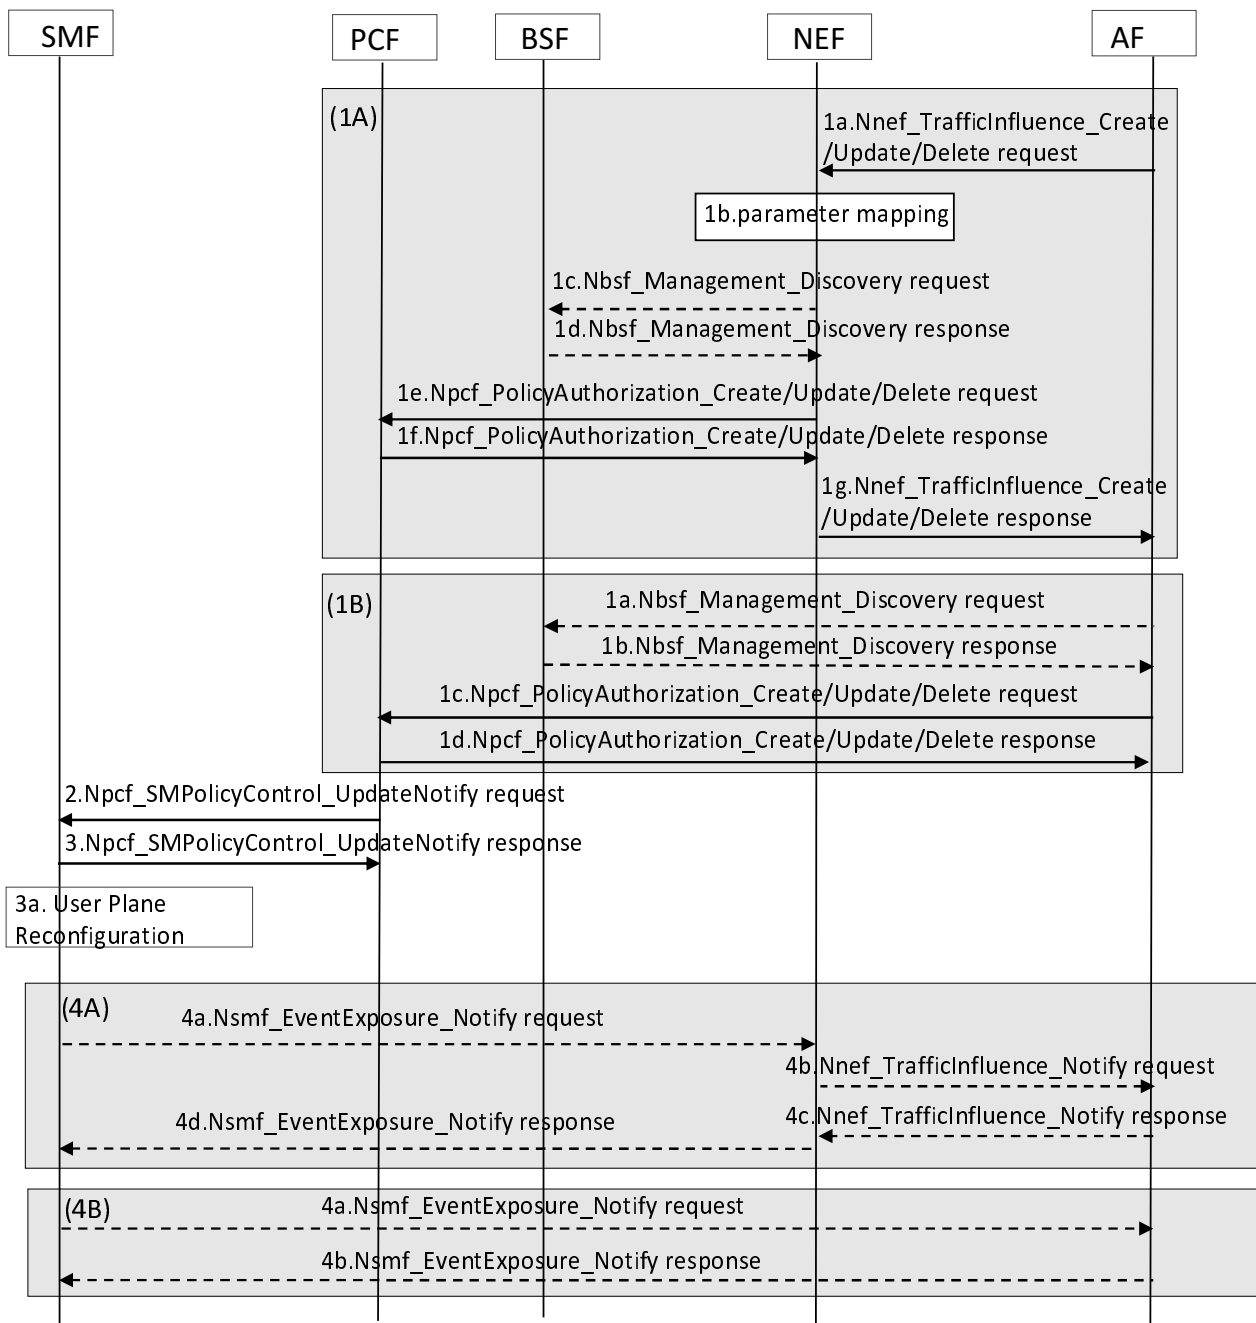 SMF
PCF
BSF
NEF
AF
(1A)
1a.Nnef_TrafficInfluence_Create
/Update/Delete request
1b.parameter mapping
1c.Nbsf_Management_Discovery request
1d.Nbsf_Management_Discovery response
1e.Npcf_PolicyAuthorization_Create/Update/Delete request
1f.Npcf_PolicyAuthorization_Create/Update/Delete response
1g.Nnef_TrafficInfluence_Create
/Update/Delete response
(1B)
1a.Nbsf_Management_Discovery request
1b.Nbsf_Management_Discovery response
1c.Npcf_PolicyAuthorization_Create/Update/Delete request
1d.Npcf_PolicyAuthorization_Create/Update/Delete response
2.Npcf_SMPolicyControl_UpdateNotify request
3.Npcf_SMPolicyControl_UpdateNotify response
3a. User Plane
Reconfiguration
(4A)
4a.Nsmf_EventExposure_Notify request
4b.Nnef_TrafficInfluence_Notify request
4c.Nnef_TrafficInfluence_Notify response
4d.Nsmf_EventExposure_Notify response
(4B)
4a.Nsmf_EventExposure_Notify request
4b.Nsmf_EventExposure_Notify response